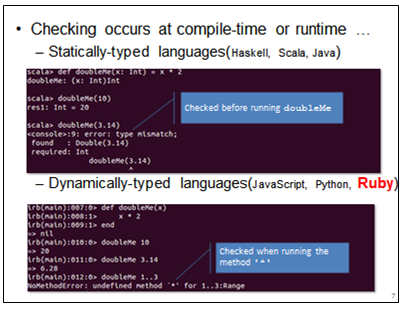 • Checking occurs at compile-time or runtime …
– Statically-typed languages(Haskell, Scala, Java)
scala> def doubleMe(x: Int) = x * 2
doubleMe: (x: Int)Int
scala> doubleMe(10)
res1: Int = 20
Checked before running doubleMe
scala> doubleMe(3.14)
<console>:9: error: type mismatch;
found : Double(3.14)
required: Int
doubleMe(3.14)
^
– Dynamically-typed languages(JavaScript, Python, Ruby)
irb(main):007:0> def doubleMe(x)
irb(main):008:1> x * 2
irb(main):009:1> end
=> nil
irb(main):010:0> doubleMe 10
=> 20
irb(main):011:0> doubleMe 3.14
=> 6.28
Checked when running the
method '*'
irb(main):012:0> doubleMe 1..3
NoMethodError: undefined method `*' for 1..3:Range
7